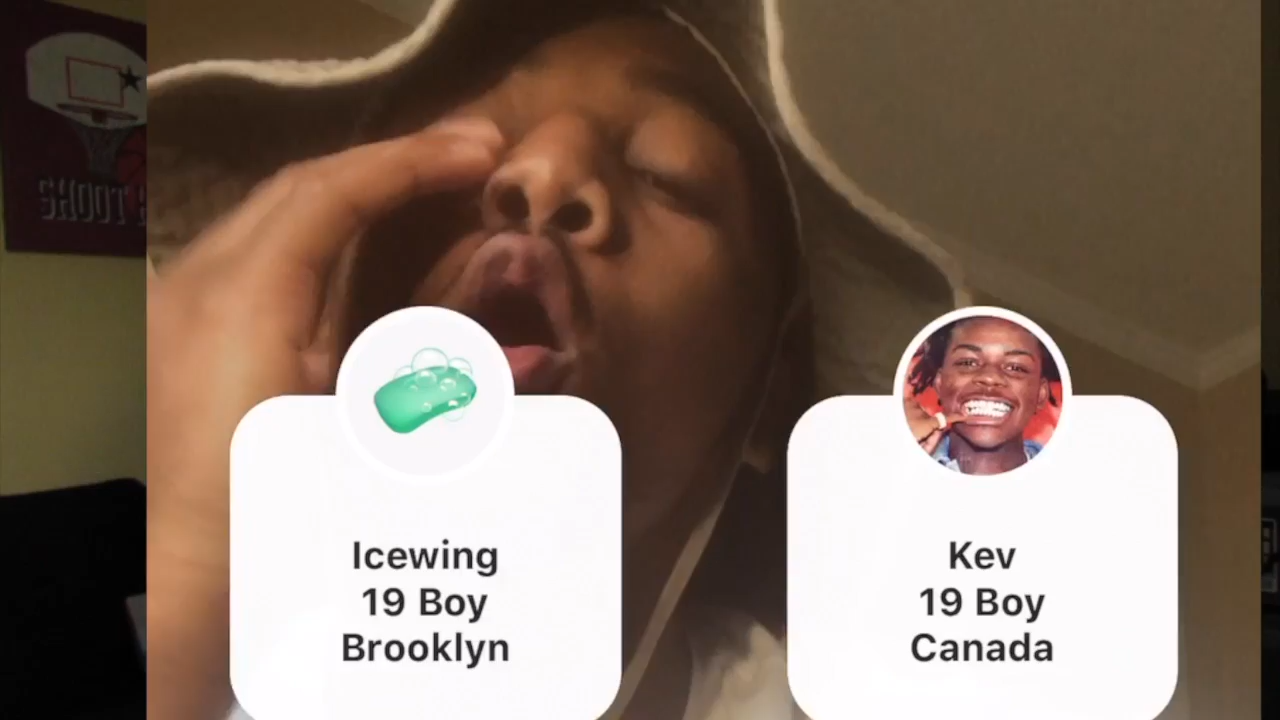 SHOOT
Icewing
19 Boy
Brooklyn
Kev
19 Boy
Canada